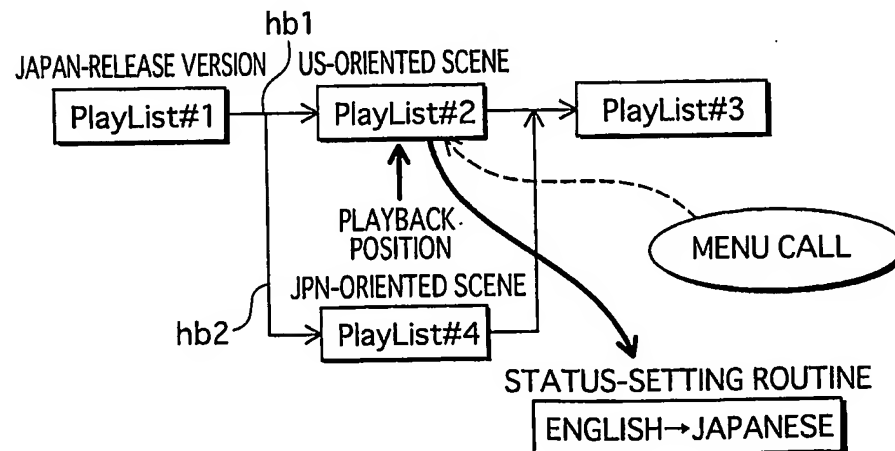 hb1
JAPAN-RELEASE VERSION
US-ORIENTED SCENE
PlayList#1
PlayList#2
PlayList#3
PLAYBACK
POSITION
MENU CALL
JPN-ORIENTED SCENE
hb2
PlayList#4
STATUS-SETTING ROUTINE
ENGLISH→JAPANESE